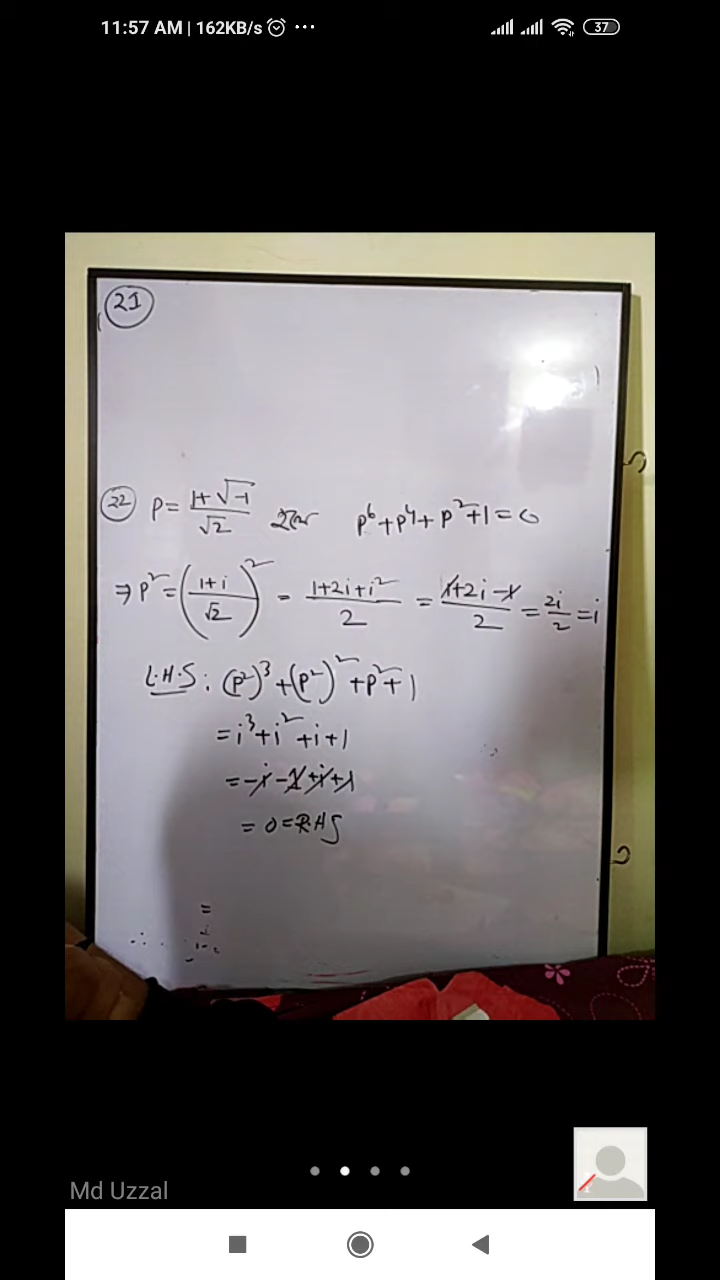 11:57 AM | 162KB/s ...
37
21
22 P = (1+√-1)/√2 হলে p⁶+p⁴+p²+1=0
⇒ p² = ((1+i)/√2)² = (1+2i+i²)/2 = (1+2i-1)/2 = 2i/2 = i
L.H.S: (p²)³+(p²)²+p²+1
= i³+i²+i+1
= -i-1+i+1
= 0 = R.H.S
=
Md Uzzal